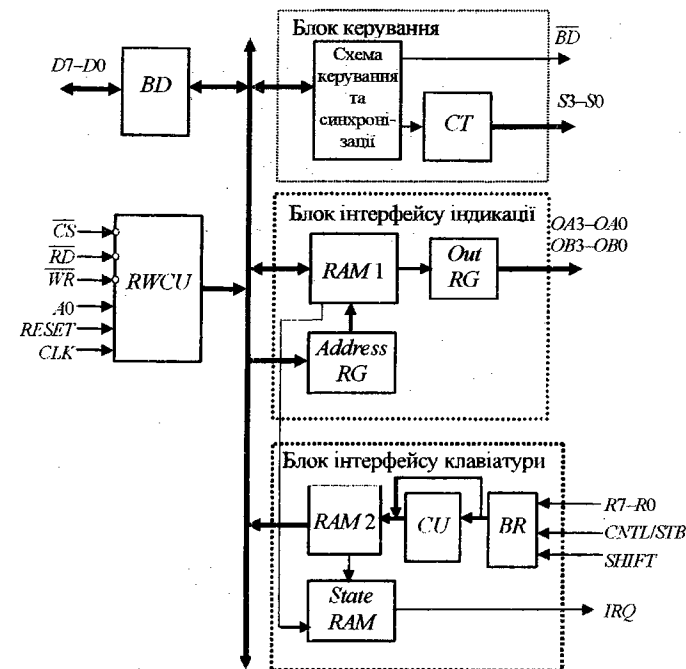 Блок керування
D7–D0
BD
Схема
керування
та
синхроні-
зації
BD
CT
S3–S0
CS
RD
WR
A0
RESET
CLK
RWCU
Блок інтерфейсу індикації
RAM 1
Out
RG
OA3–OA0
OB3–OB0
Address
RG
Блок інтерфейсу клавіатури
RAM 2
CU
BR
R7–R0
CNTL/STB
SHIFT
State
RAM
IRQ